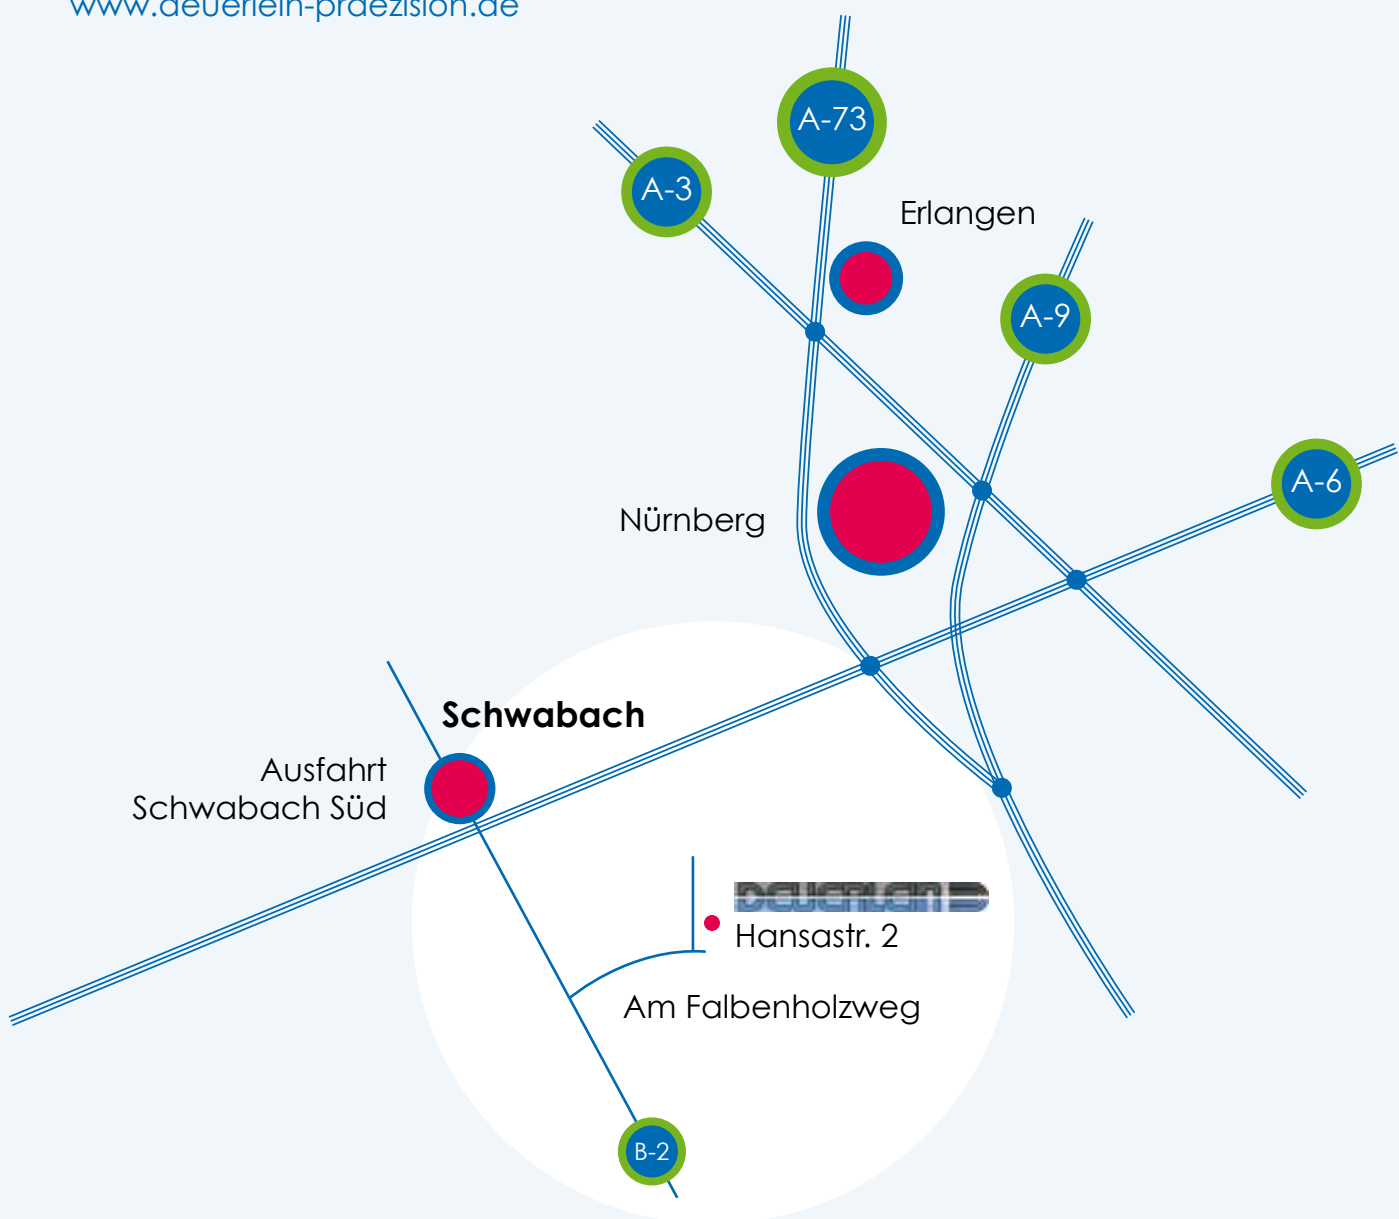 www.deuerlein-praezision.de
A-73
A-3
Erlangen
A-9
A-6
Nürnberg
Schwabach
Ausfahrt
Schwabach Süd
DEUERLEIN
Hansastr. 2
Am Falbenholzweg
B-2